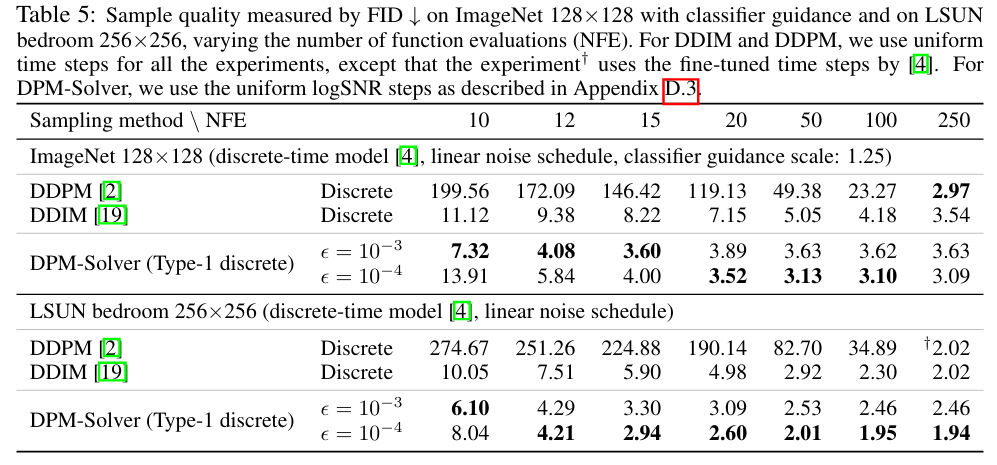 Table 5: Sample quality measured by FID ↓ on ImageNet 128×128 with classifier guidance and on LSUN
bedroom 256×256, varying the number of function evaluations (NFE). For DDIM and DDPM, we use uniform
time steps for all the experiments, except that the experiment† uses the fine-tuned time steps by [4]. For
DPM-Solver, we use the uniform logSNR steps as described in Appendix D.3.
Sampling method \ NFE 10 12 15 20 50 100 250
ImageNet 128×128 (discrete-time model [4], linear noise schedule, classifier guidance scale: 1.25)
DDPM [2] Discrete 199.56 172.09 146.42 119.13 49.38 23.27 2.97
DDIM [19] Discrete 11.12 9.38 8.22 7.15 5.05 4.18 3.54
DPM-Solver (Type-1 discrete) ϵ = 10⁻³ 7.32 4.08 3.60 3.89 3.63 3.62 3.63
ϵ = 10⁻⁴ 13.91 5.84 4.00 3.52 3.13 3.10 3.09
LSUN bedroom 256×256 (discrete-time model [4], linear noise schedule)
DDPM [2] Discrete 274.67 251.26 224.88 190.14 82.70 34.89 †2.02
DDIM [19] Discrete 10.05 7.51 5.90 4.98 2.92 2.30 2.02
DPM-Solver (Type-1 discrete) ϵ = 10⁻³ 6.10 4.29 3.30 3.09 2.53 2.46 2.46
ϵ = 10⁻⁴ 8.04 4.21 2.94 2.60 2.01 1.95 1.94